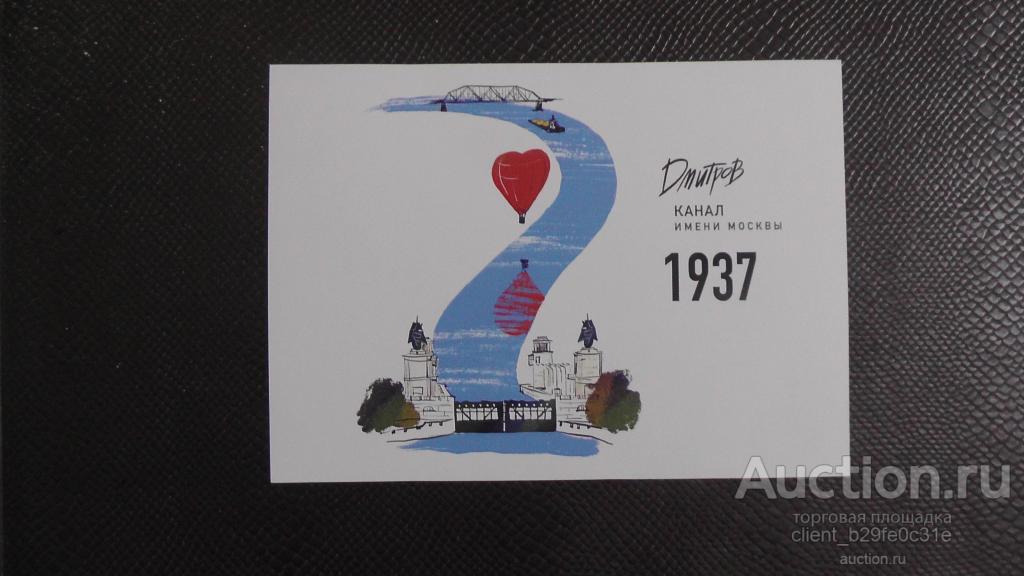 Дмитров
КАНАЛ
ИМЕНИ МОСКВЫ
1937
Auction.ru
торговая площадка
client_b29fe0c31e
auction.ru